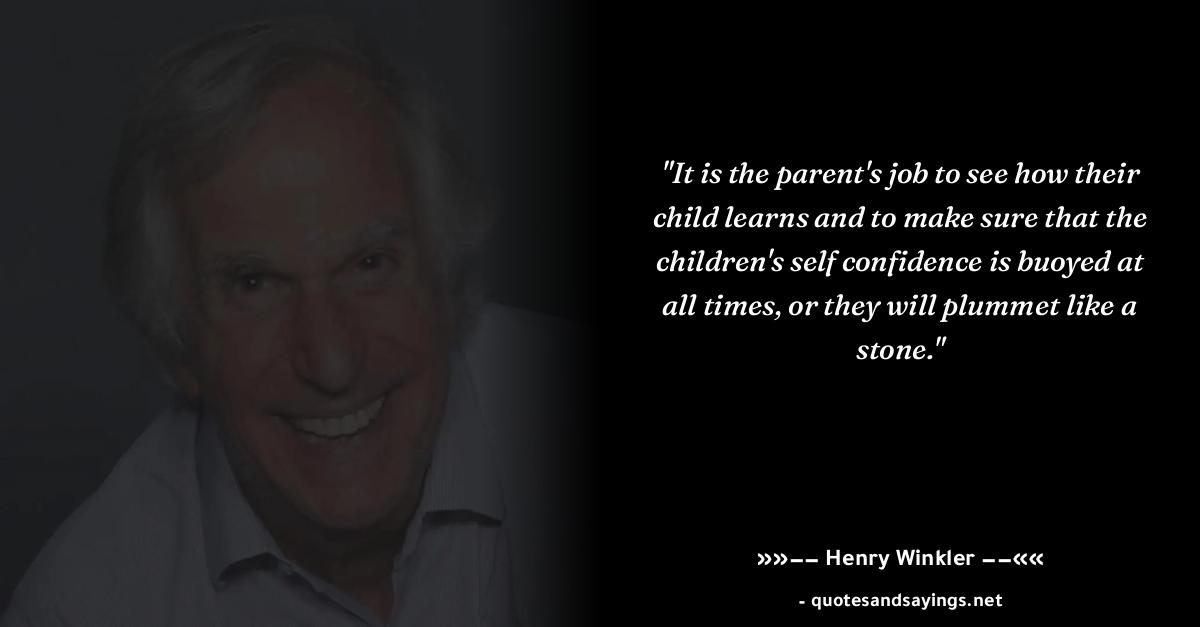 "It is the parent's job to see how their
child learns and to make sure that the
children's self confidence is buoyed at
all times, or they will plummet like a
stone."
»»–– Henry Winkler ––««
- quotesandsayings.net